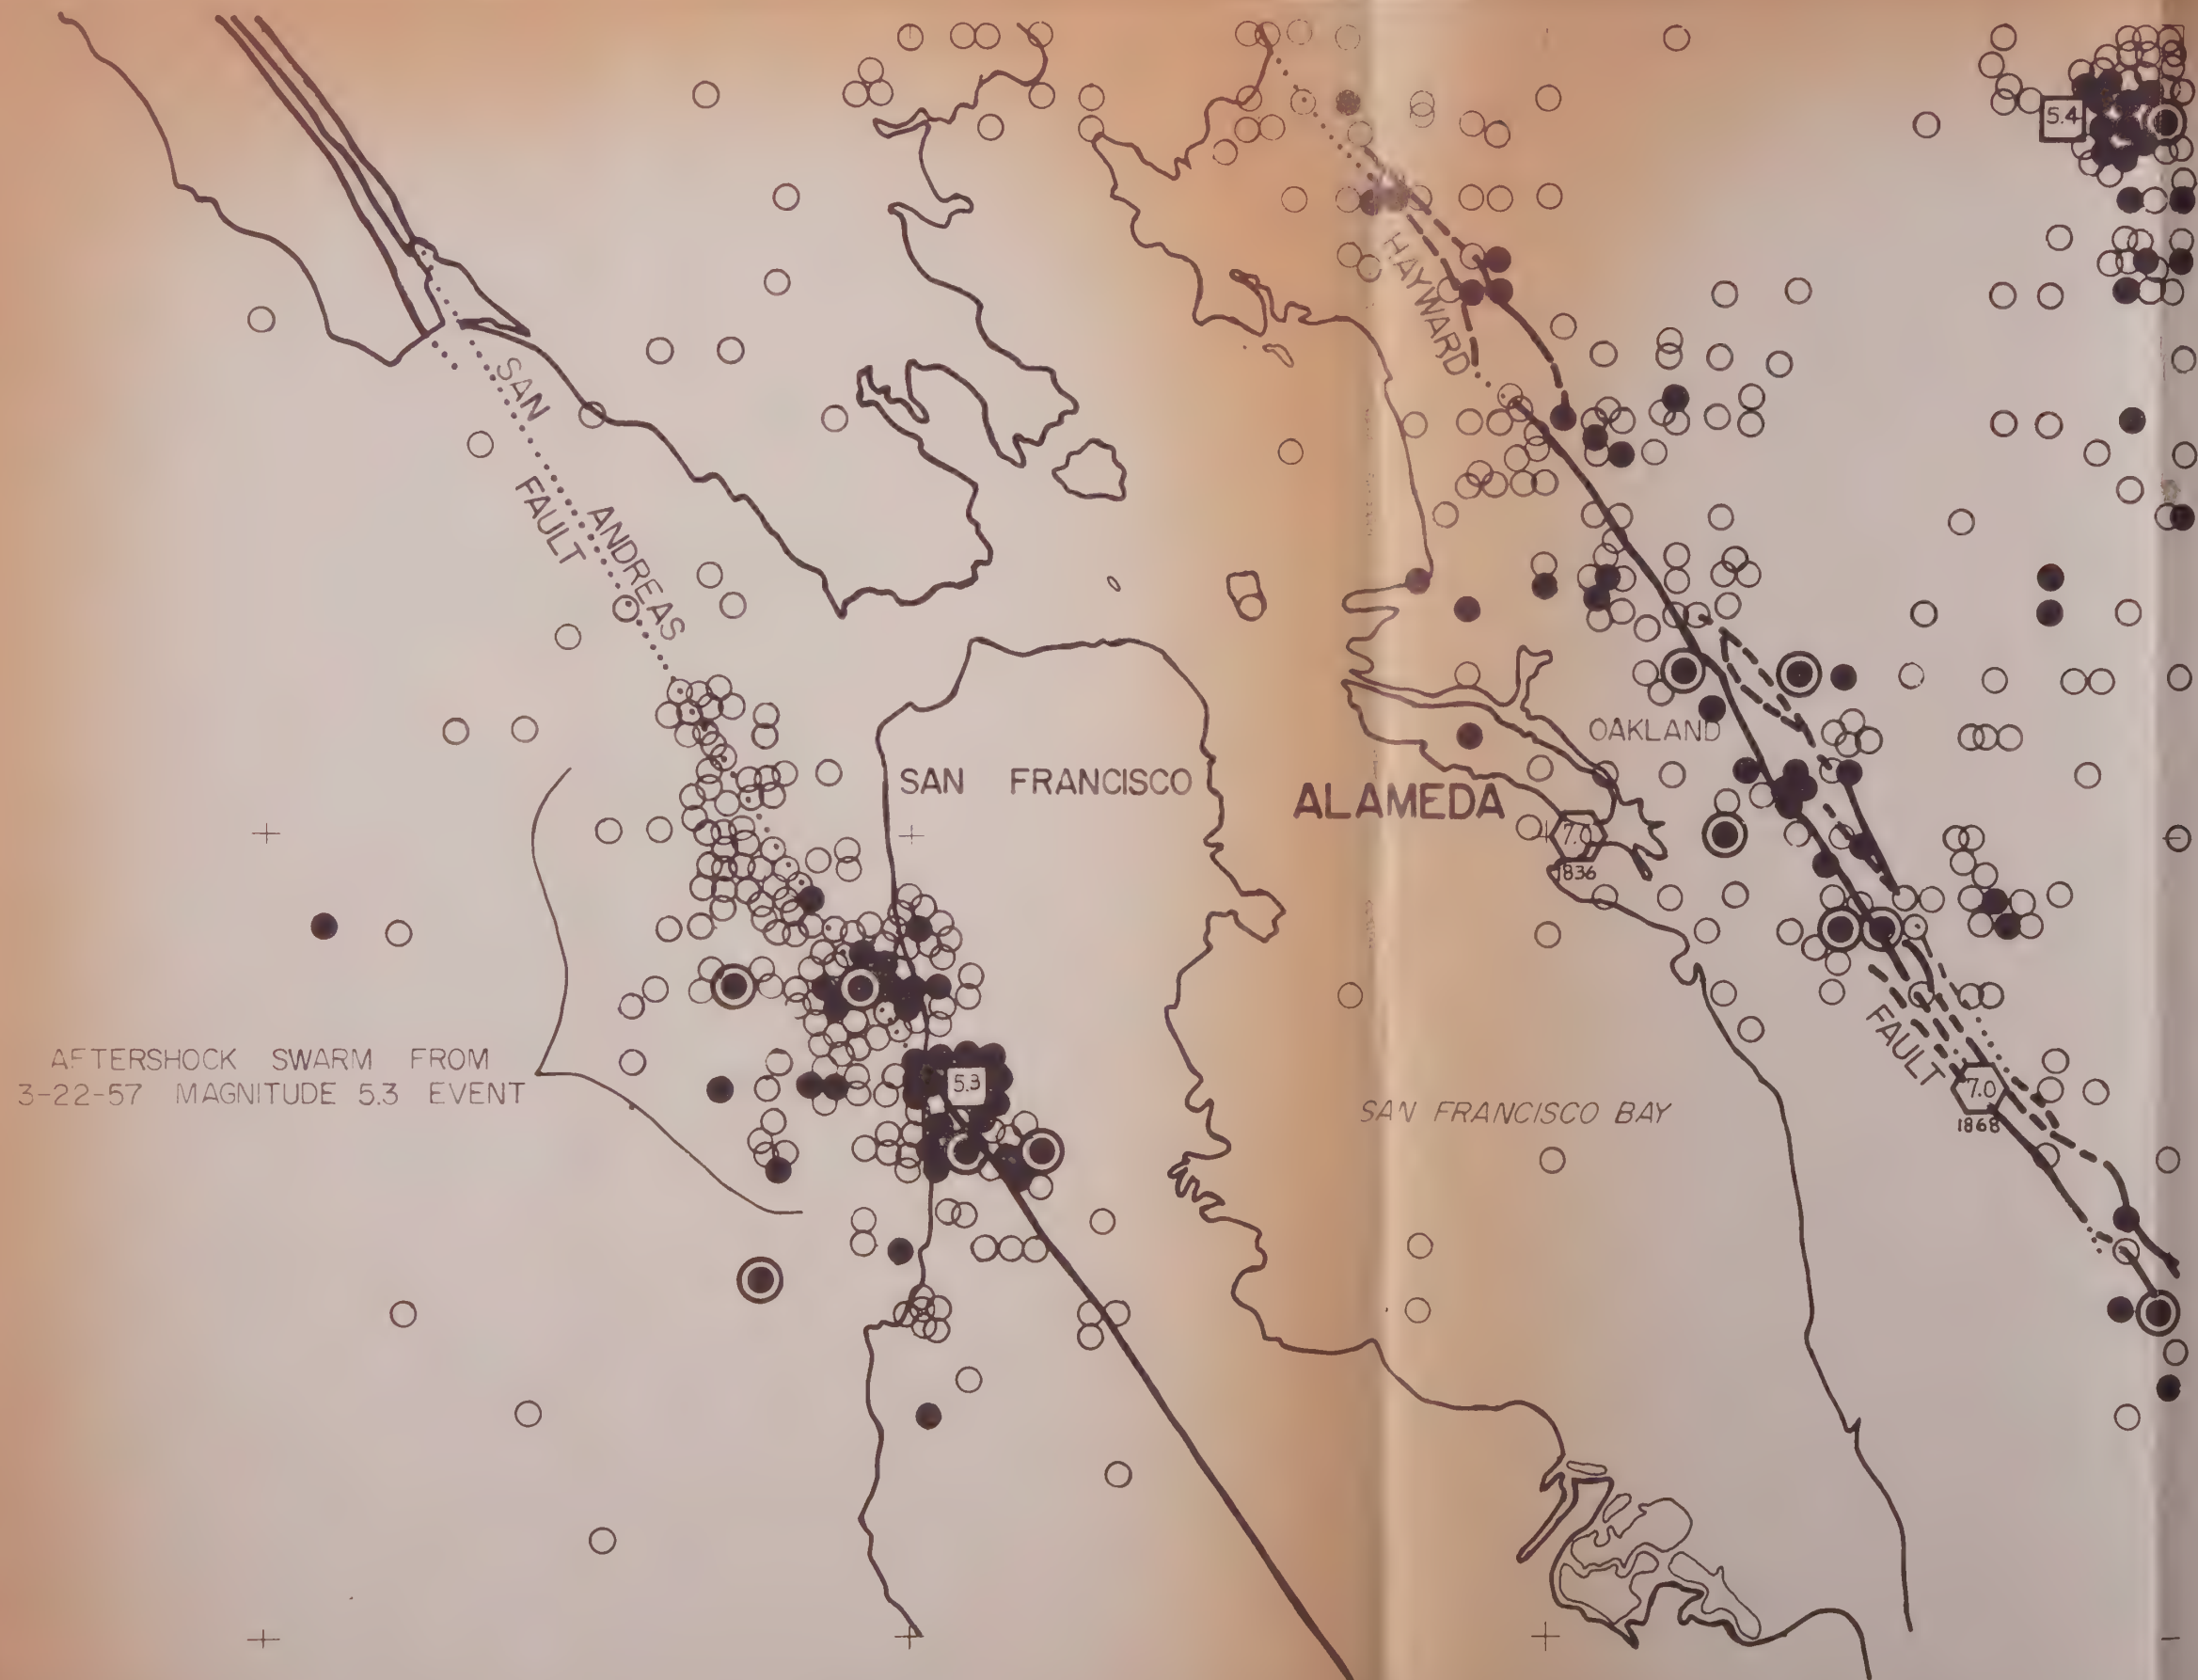 5.4
HAYWARD
SAN
ANDREAS
FAULT
OAKLAND
SAN FRANCISCO
ALAMEDA
7.0
1836
AFTERSHOCK SWARM FROM
3-22-57 MAGNITUDE 5.3 EVENT
5.3
FAULT
7.0
1868
SAN FRANCISCO BAY